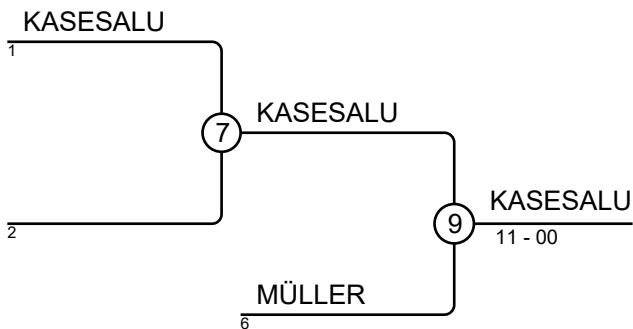 KASESALU
1
7
KASESALU
2
KASESALU
9
11 - 00
MÜLLER
6